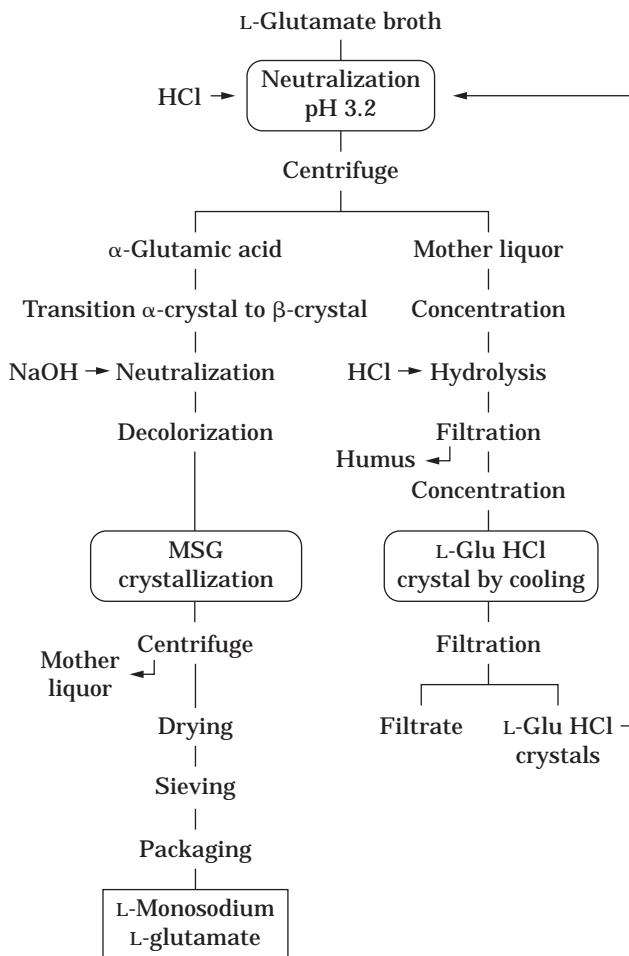 L-Glutamate broth
HCl
Neutralization
pH 3.2
Centrifuge
α-Glutamic acid
Mother liquor
Transition α-crystal to β-crystal
Concentration
NaOH
Neutralization
HCl
Hydrolysis
Decolorization
Filtration
Humus
Concentration
MSG
crystallization
L-Glu HCl
crystal by cooling
Centrifuge
Mother
liquor
Filtration
Drying
Filtrate
L-Glu HCl
crystals
Sieving
Packaging
L-Monosodium
L-glutamate